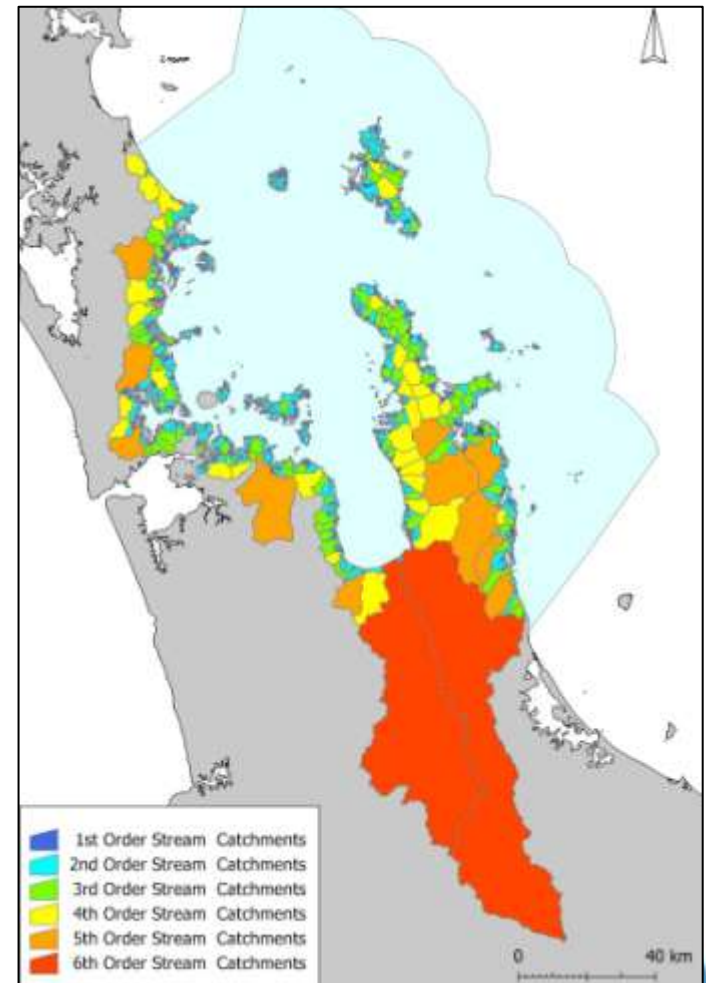 1st Order Stream Catchments
2nd Order Stream Catchments
3rd Order Stream Catchments
4th Order Stream Catchments
5th Order Stream Catchments
6th Order Stream Catchments
0 40 km